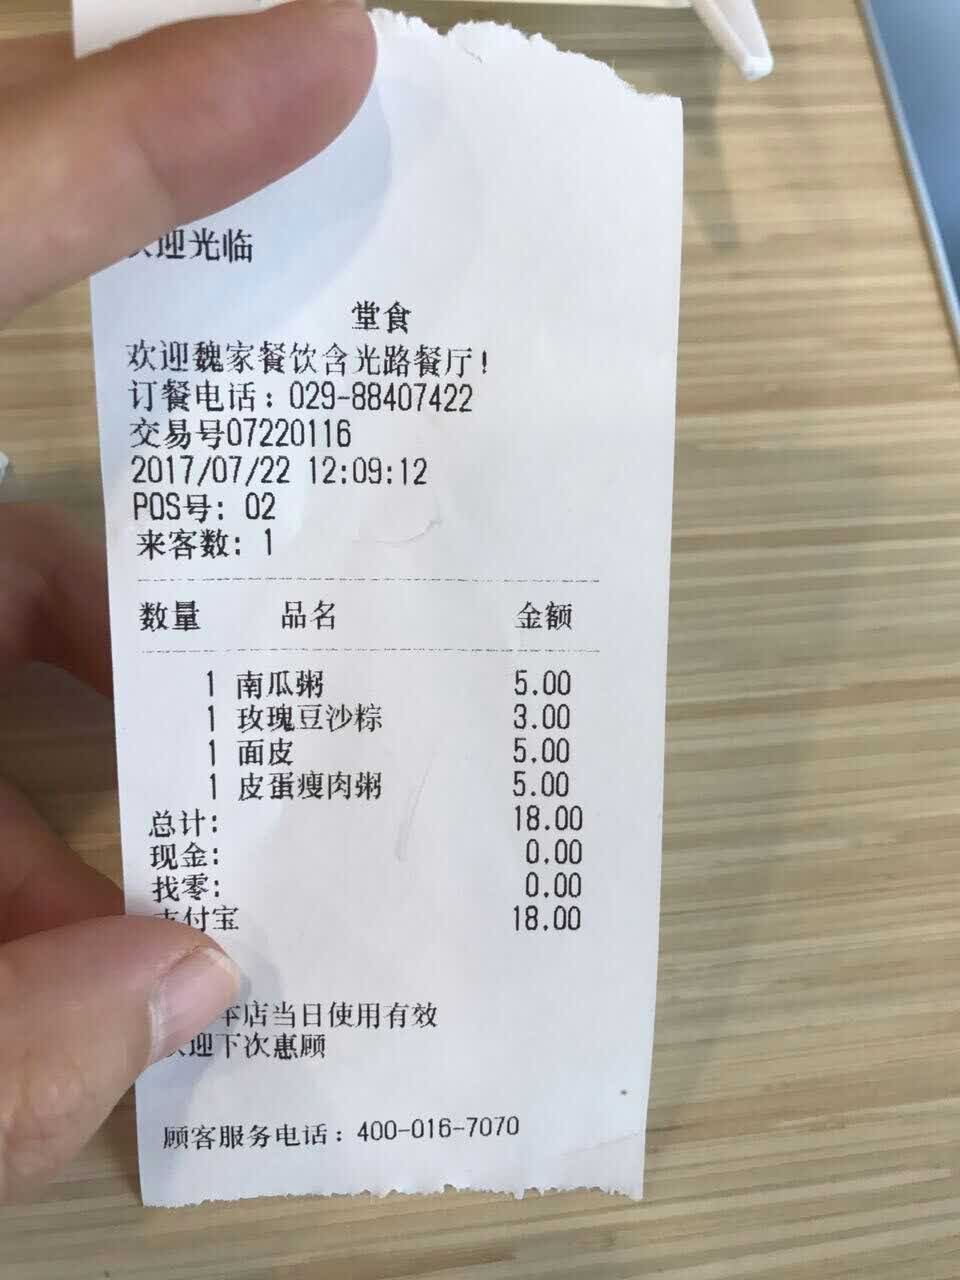 迎光临
堂食
欢迎魏家餐饮含光路餐厅!
订餐电话:029-88407422
交易号07220116
2017/07/22 12:09:12
POS号: 02
来客数: 1
数量 品名 金额
1 南瓜粥 5.00
1 玫瑰豆沙粽 3.00
1 面皮 5.00
1 皮蛋瘦肉粥 5.00
总计: 18.00
现金: 0.00
找零: 0.00
支付宝 18.00
本店当日使用有效
迎下次惠顾
顾客服务电话:400-016-7070